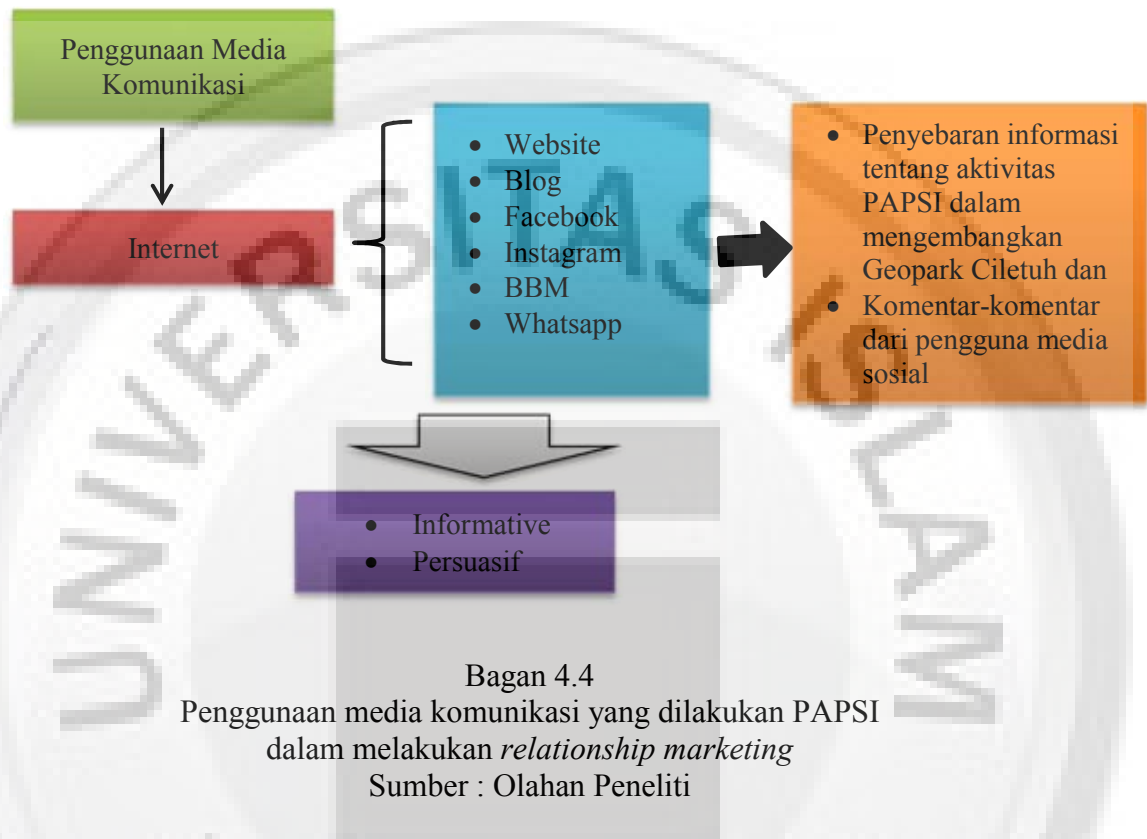 Penggunaan Media
Komunikasi
Internet
• Website
• Blog
• Facebook
• Instagram
• BBM
• Whatsapp
• Penyebaran informasi
tentang aktivitas
PAPSI dalam
mengembangkan
Geopark Ciletuh dan
• Komentar-komentar
dari pengguna media
sosial
• Informative
• Persuasif
Bagan 4.4
Penggunaan media komunikasi yang dilakukan PAPSI
dalam melakukan relationship marketing
Sumber : Olahan Peneliti
UNIVERSITAS ISLAM